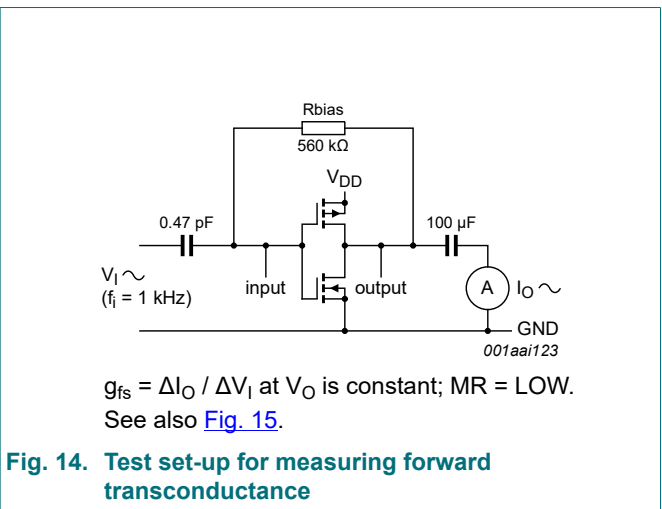 Rbias
560 kΩ
VDD
0.47 pF
100 µF
VI
(fi = 1 kHz)
input
output
A
IO
GND
001aai123
gfs = ΔIO / ΔVI at VO is constant; MR = LOW.
See also Fig. 15.
Fig. 14. Test set-up for measuring forward
transconductance